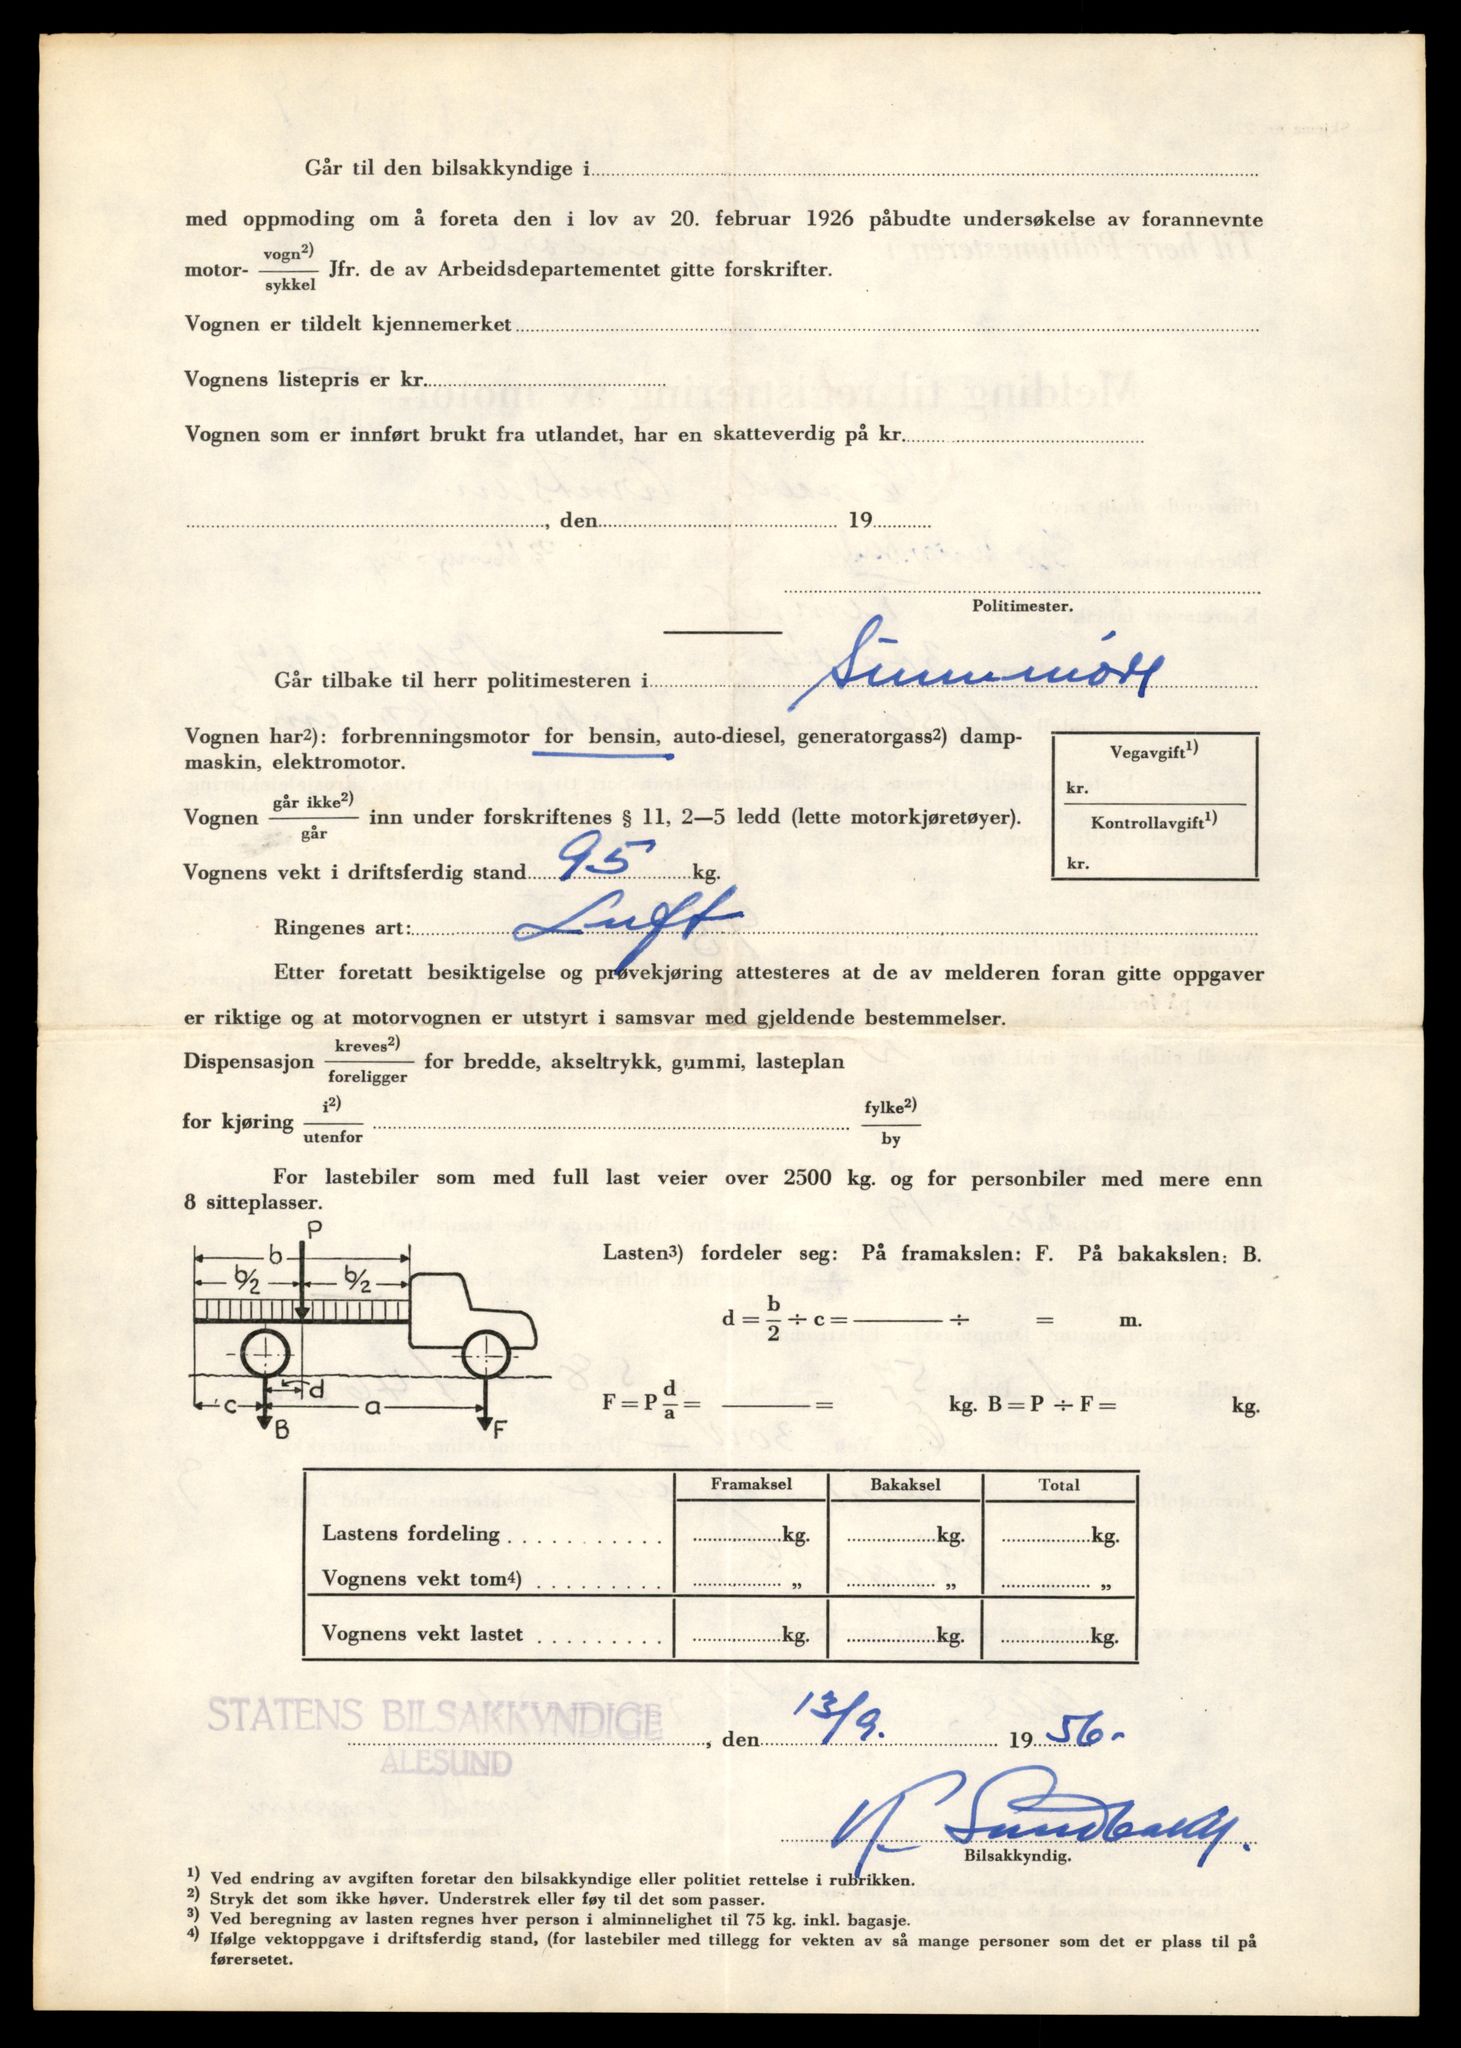 Går til den bilsakkyndige i
med oppmoding om å foreta den i lov av 20. februar 1926 påbudte undersøkelse av forannevnte
motor- vogn2)/sykkel Jfr. de av Arbeidsdepartementet gitte forskrifter.
Vognen er tildelt kjennemerket
Vognens listepris er kr.
Vognen som er innført brukt fra utlandet, har en skatteverdig på kr.
, den 19
Politimester.
Går tilbake til herr politimesteren i Sunnmøre
Vognen har2): forbrenningsmotor for bensin, auto-diesel, generatorgass2) damp-
maskin, elektromotor.
Vegavgift1)
kr.
Kontrollavgift1)
kr.
Vognen går ikke2)/går inn under forskriftenes § 11, 2—5 ledd (lette motorkjøretøyer).
Vognens vekt i driftsferdig stand 95 kg.
Ringenes art: Luft
Etter foretatt besiktigelse og prøvekjøring attesteres at de av melderen foran gitte oppgaver
er riktige og at motorvognen er utstyrt i samsvar med gjeldende bestemmelser.
Dispensasjon kreves2)/foreligger for bredde, akseltrykk, gummi, lasteplan
for kjøring i2)/utenfor fylke2)/by
For lastebiler som med full last veier over 2500 kg. og for personbiler med mere enn
8 sitteplasser.
P
b
b/2 b/2
c d a
B F
Lasten3) fordeler seg: På framakslen: F. På bakakslen: B.
d = b/2 ÷ c = ——— ÷ = m.
F = P d/a = ——— = kg. B = P ÷ F = kg.
Framaksel Bakaksel Total
Lastens fordeling kg. kg. kg.
Vognens vekt tom4) „ „ „
Vognens vekt lastet kg. kg. kg.
STATENS BILSAKKYNDIGE
ÅLESUND
, den 13/9. 19 56-
K. Sundbakk.
Bilsakkyndig.
1) Ved endring av avgiften foretar den bilsakkyndige eller politiet rettelse i rubrikken.
2) Stryk det som ikke høver. Understrek eller føy til det som passer.
3) Ved beregning av lasten regnes hver person i alminnelighet til 75 kg. inkl. bagasje.
4) Ifølge vektoppgave i driftsferdig stand, (for lastebiler med tillegg for vekten av så mange personer som det er plass til på
førersetet.